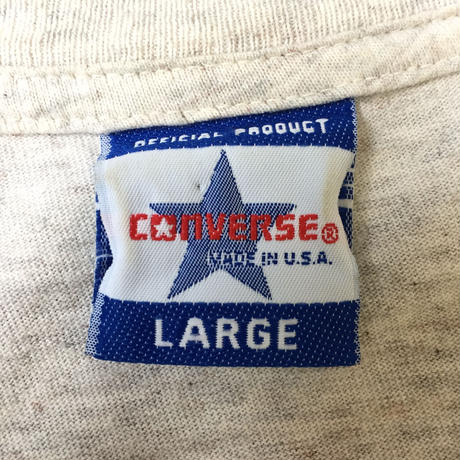 OFFICIAL PRODUCT
CONVERSE®
MADE IN U.S.A.
LARGE